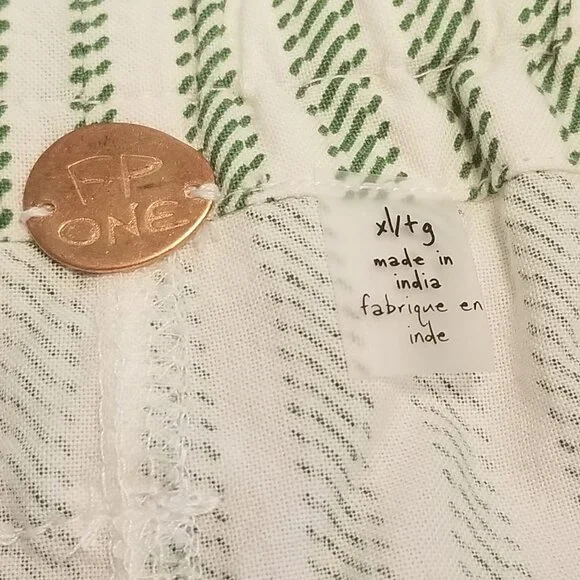 FP
ONE
xl/tg
made in
india
fabrique en
inde